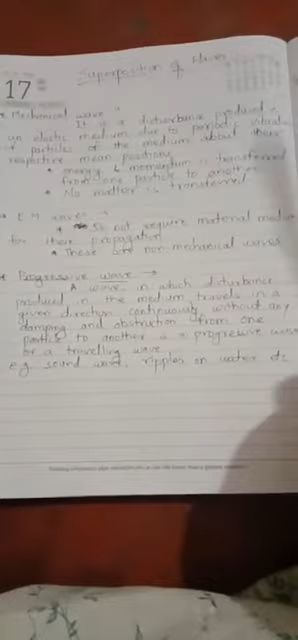 Superposition of Waves
17
• Mechanical wave "
It is a disturbance produced in
an elastic medium due to periodic vibrations
of particles of the medium about their
respective mean positions
• energy & momentum is transferred
from one particle to another
• No matter is transferred
• E M waves →
• Do not require material medium
for their propagation
• These are non-mechanical waves
• Progressive wave →
A wave in which disturbance
produced in the medium travels in a
given direction continuously without any
damping and obstruction from one
particle to another is a progressive wave
or a travelling wave
e.g. sound wave, ripples on water etc